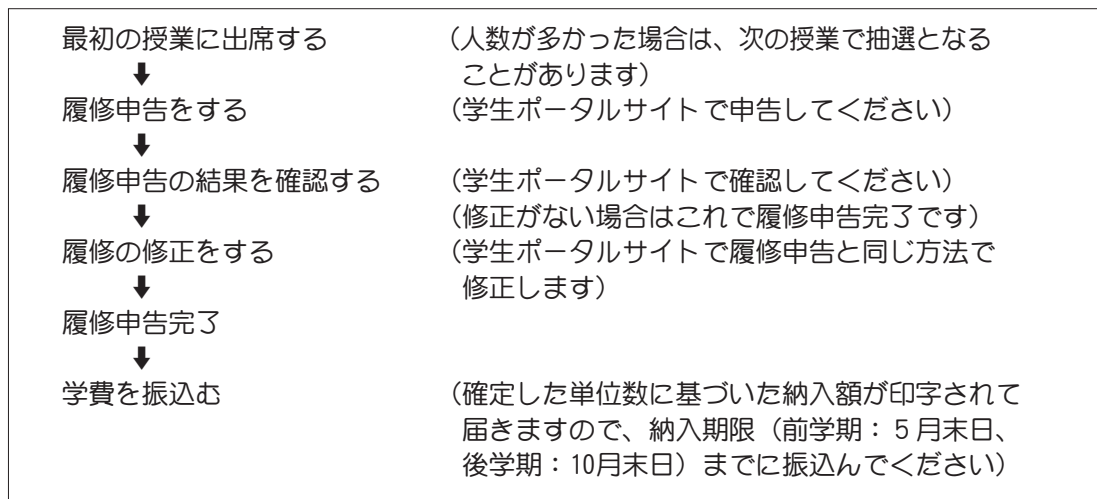 最初の授業に出席する　（人数が多かった場合は、次の授業で抽選となる
ことがあります）
⬇
履修申告をする　（学生ポータルサイトで申告してください）
⬇
履修申告の結果を確認する　（学生ポータルサイトで確認してください）
⬇　（修正がない場合はこれで履修申告完了です）
履修の修正をする　（学生ポータルサイトで履修申告と同じ方法で
⬇　修正します）
履修申告完了
⬇
学費を振込む　（確定した単位数に基づいた納入額が印字されて
届きますので、納入期限（前学期：５月末日、
後学期：10月末日）までに振込んでください）